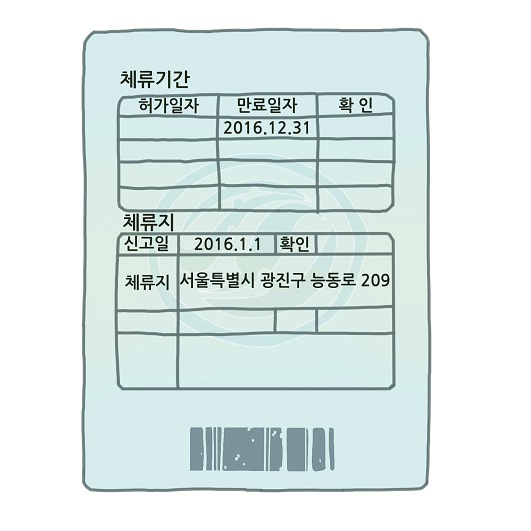 체류기간
허가일자 만료일자 확 인
2016.12.31
체류지
신고일 2016.1.1 확인
체류지 서울특별시 광진구 능동로 209